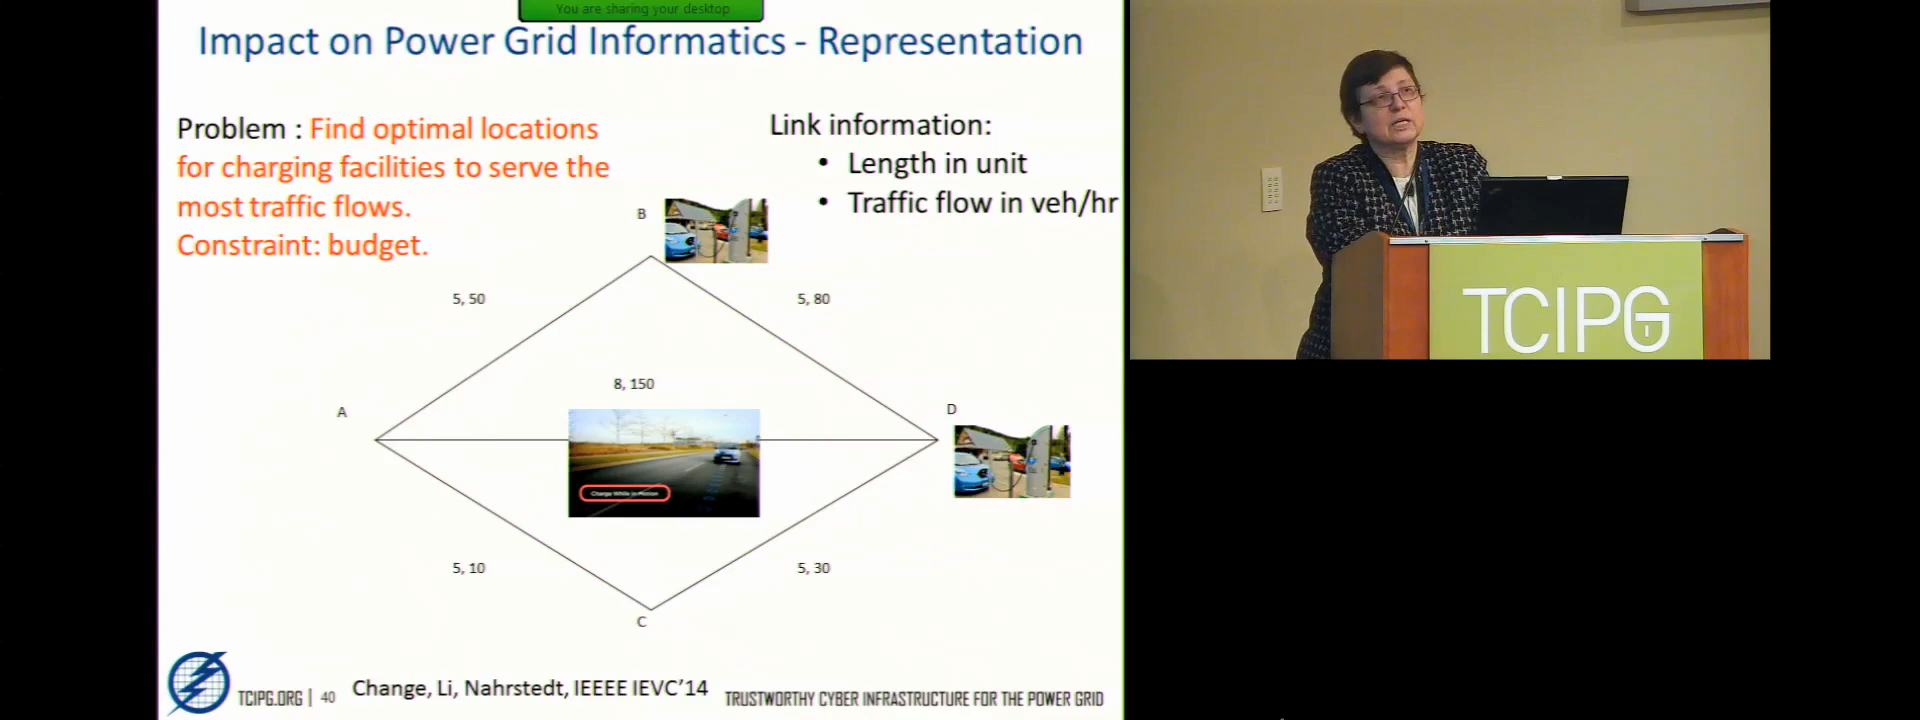 You are sharing your desktop
Impact on Power Grid Informatics - Representation
Problem : Find optimal locations
for charging facilities to serve the
most traffic flows.
Constraint: budget.
Link information:
• Length in unit
• Traffic flow in veh/hr
B
5, 50
5, 80
8, 150
A
D
Charge While in Motion
5, 10
5, 30
C
TCIPG.ORG | 40
Change, Li, Nahrstedt, IEEEE IEVC'14
TRUSTWORTHY CYBER INFRASTRUCTURE FOR THE POWER GRID
TCIPG